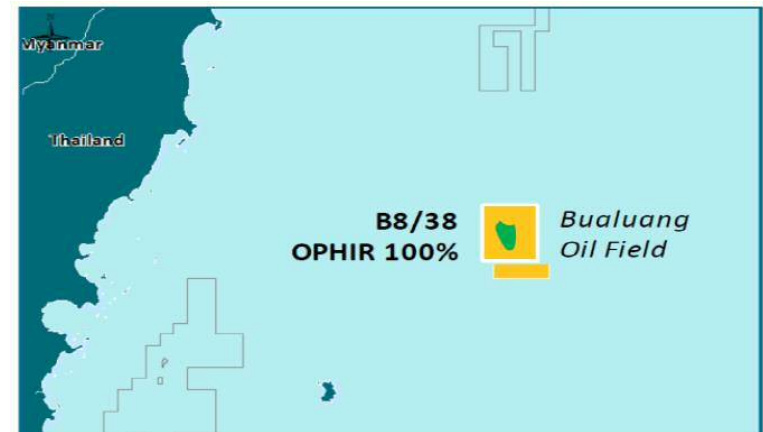 Myanmar
Thailand
B8/38
OPHIR 100%
Bualuang
Oil Field